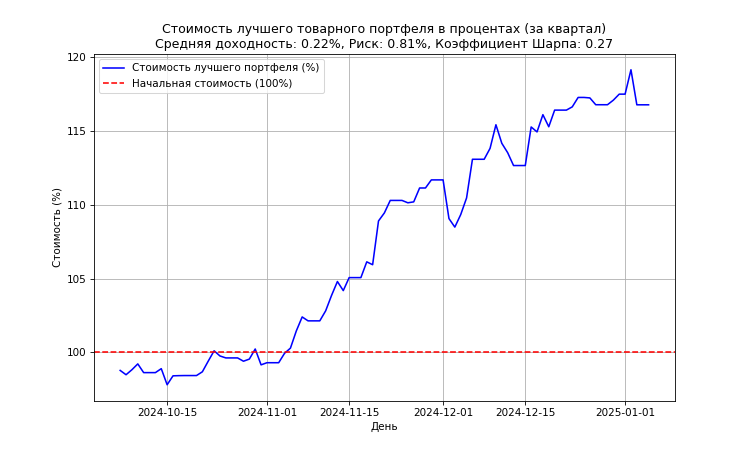 Стоимость лучшего товарного портфеля в процентах (за квартал)
Средняя доходность: 0.22%, Риск: 0.81%, Коэффициент Шарпа: 0.27
Стоимость лучшего портфеля (%)
Начальная стоимость (100%)
Стоимость (%)
120
115
110
105
100
2024-10-15
2024-11-01
2024-11-15
2024-12-01
2024-12-15
2025-01-01
День